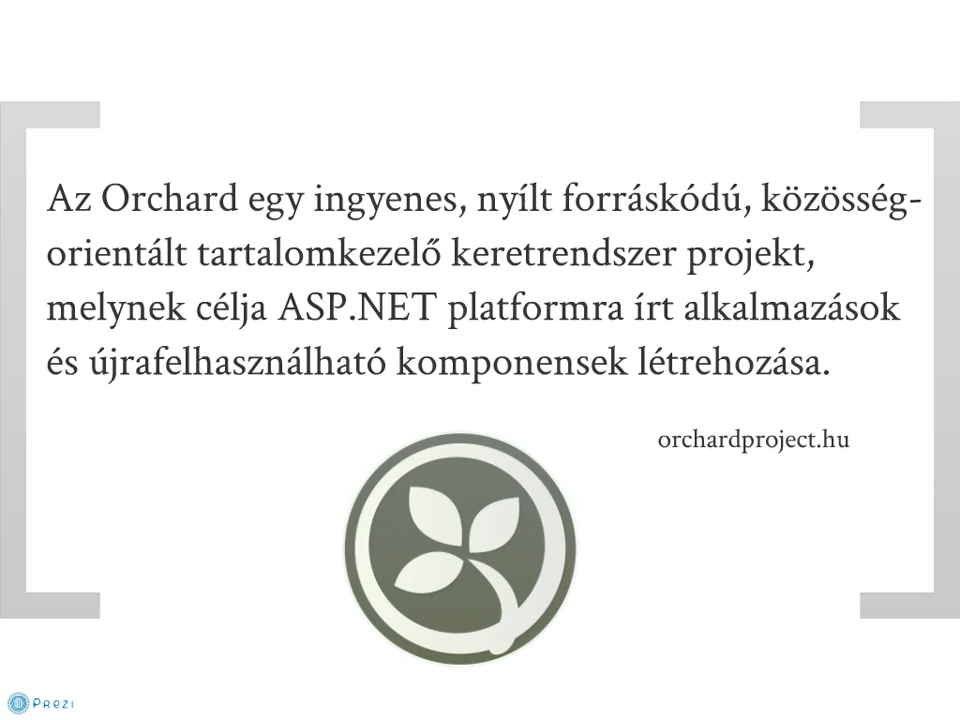 Az Orchard egy ingyenes, nyílt forráskódú, közösség-
orientált tartalomkezelő keretrendszer projekt,
melynek célja ASP.NET platformra írt alkalmazások
és újrafelhasználható komponensek létrehozása.
orchardproject.hu
Prezi